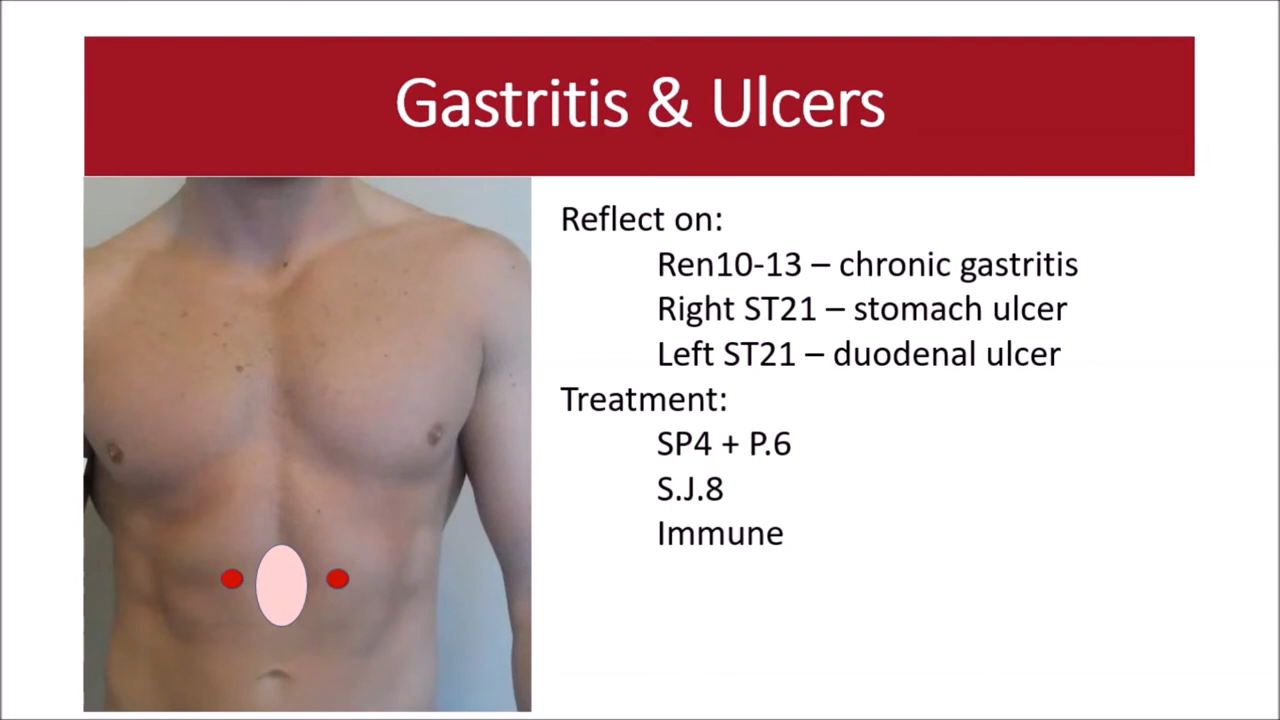 Gastritis & Ulcers
Reflect on:
Ren10-13 – chronic gastritis
Right ST21 – stomach ulcer
Left ST21 – duodenal ulcer
Treatment:
SP4 + P.6
S.J.8
Immune